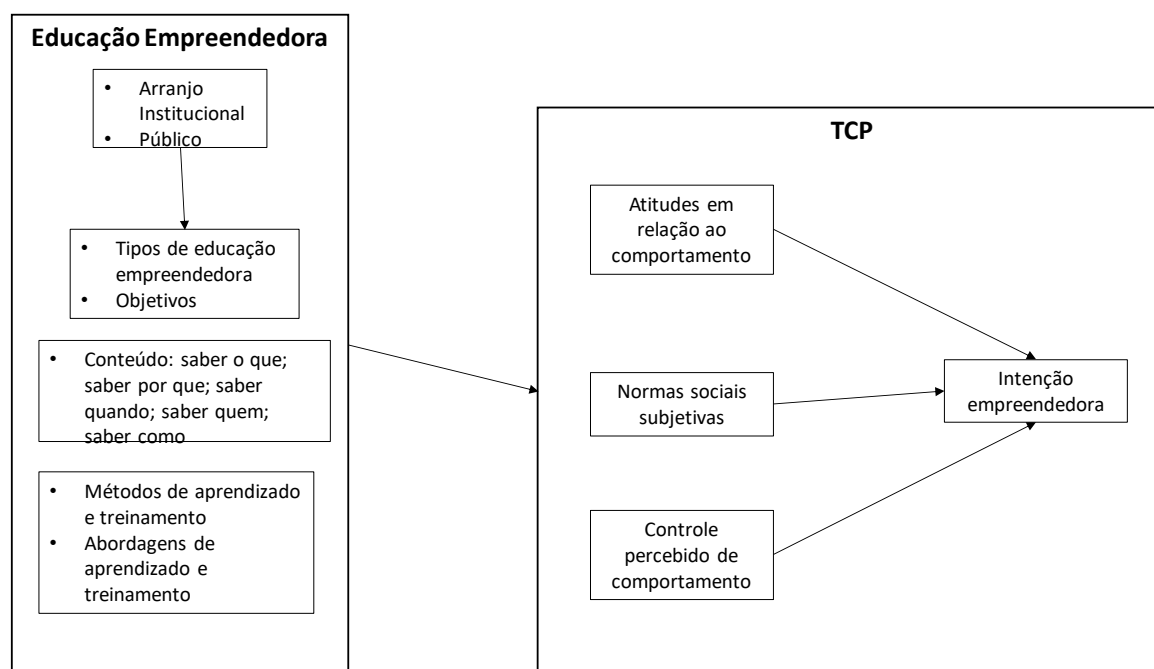 Educação Empreendedora
• Arranjo
Institucional
• Público
• Tipos de educação
empreendedora
• Objetivos
• Conteúdo: saber o que;
saber por que; saber
quando; saber quem;
saber como
• Métodos de aprendizado
e treinamento
• Abordagens de
aprendizado e
treinamento
TCP
Atitudes em
relação ao
comportamento
Normas sociais
subjetivas
Controle
percebido de
comportamento
Intenção
empreendedora